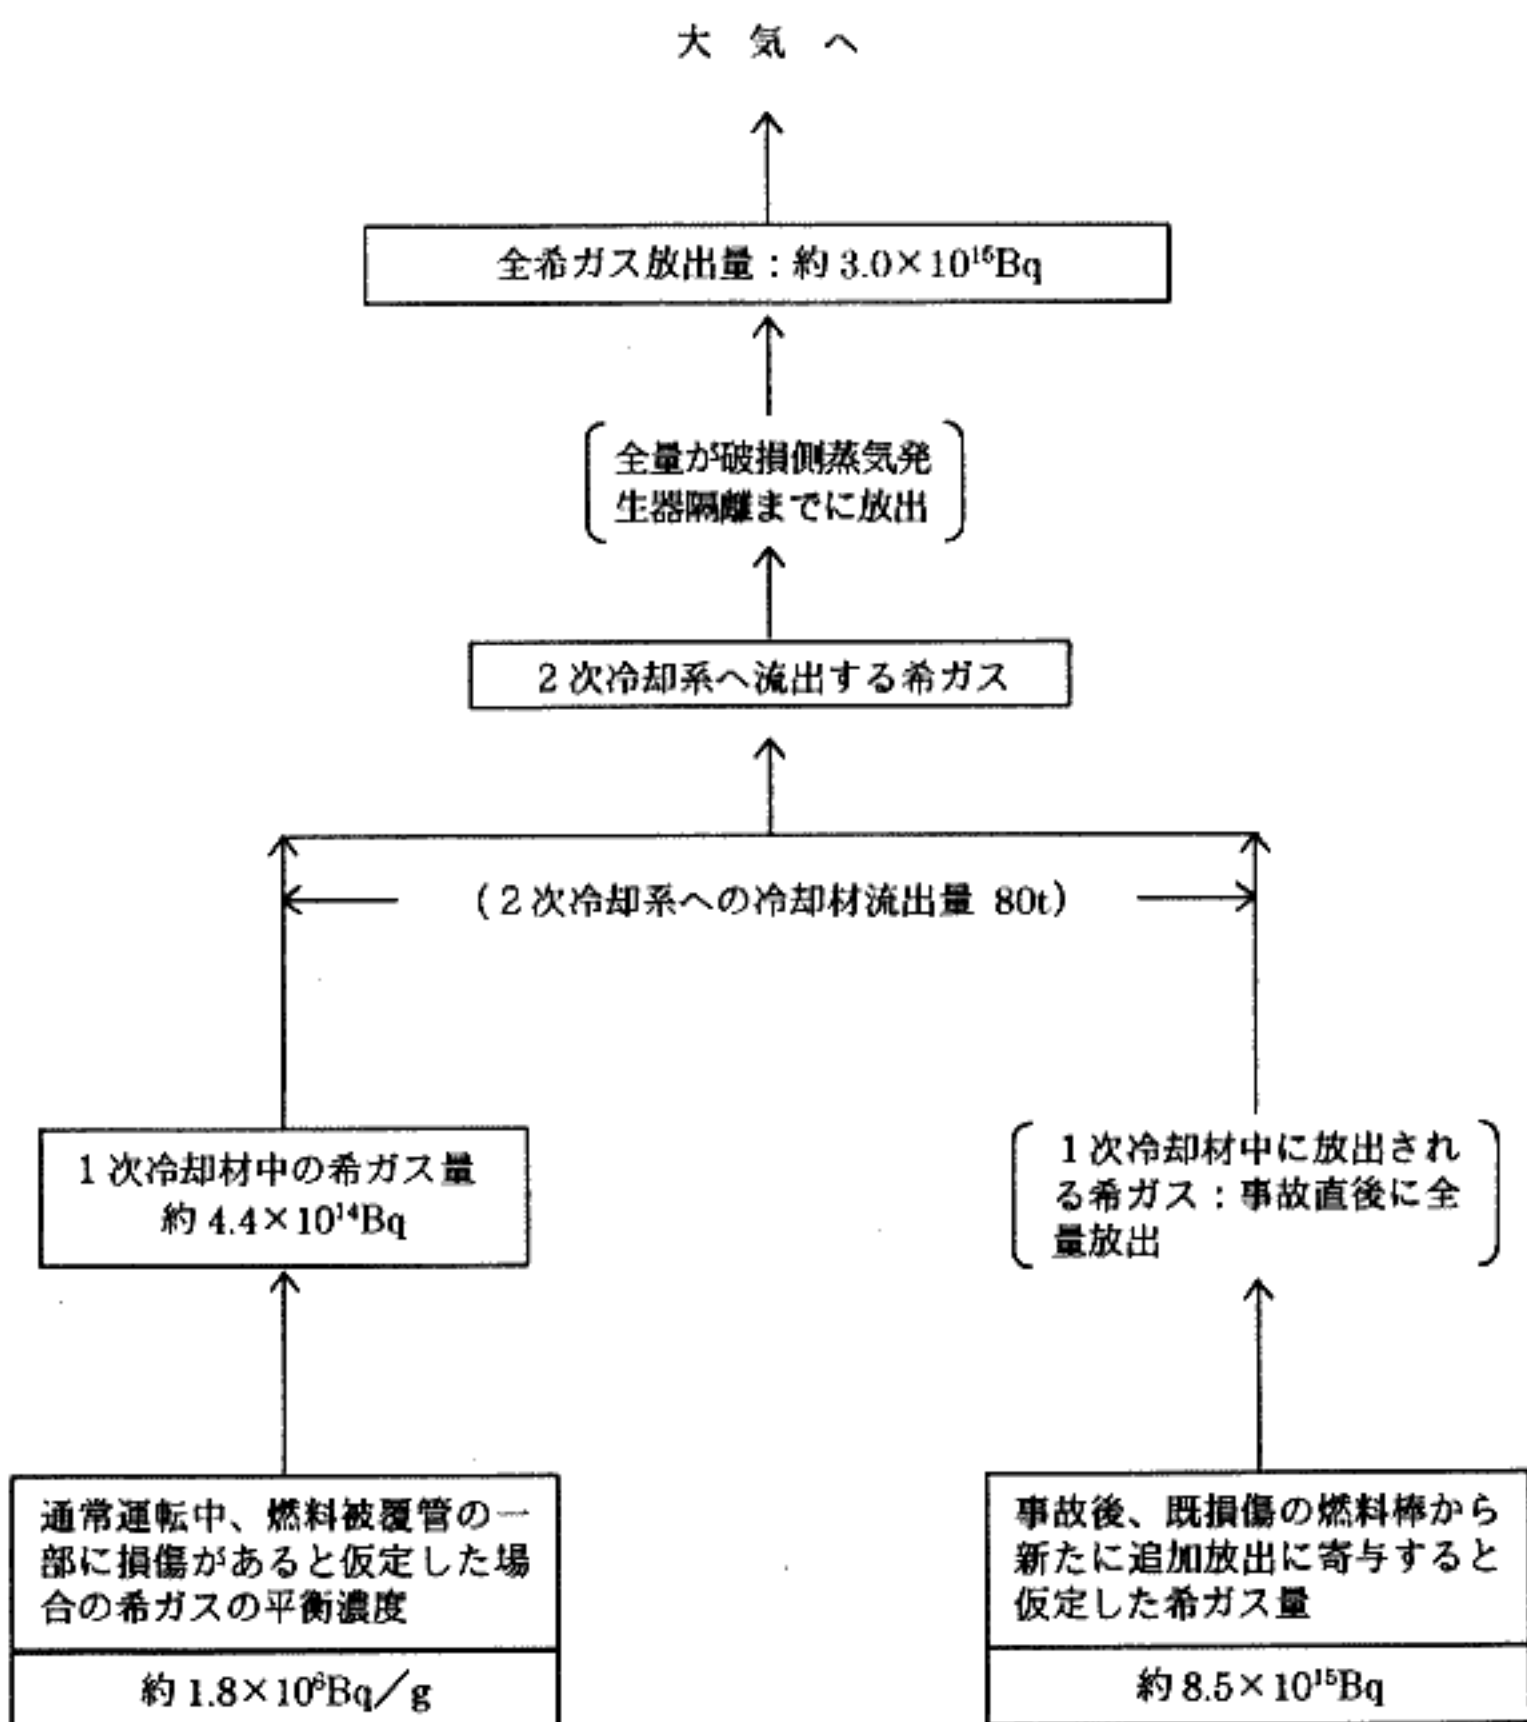 大気へ
全希ガス放出量：約 3.0×10¹⁵Bq
全量が破損側蒸気発
生器隔離までに放出
２次冷却系へ流出する希ガス
(２次冷却系への冷却材流出量 80t)
１次冷却材中の希ガス量
約 4.4×10¹⁴Bq
１次冷却材中に放出され
る希ガス：事故直後に全
量放出
通常運転中、燃料被覆管の一
部に損傷があると仮定した場
合の希ガスの平衡濃度
約 1.8×10⁶Bq／g
事故後、既損傷の燃料棒から
新たに追加放出に寄与すると
仮定した希ガス量
約 8.5×10¹⁵Bq